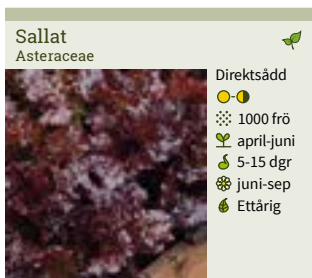 Sallat
Asteraceae
Direktsådd
-
1000 frö
april-juni
5-15 dgr
juni-sep
Ettårig